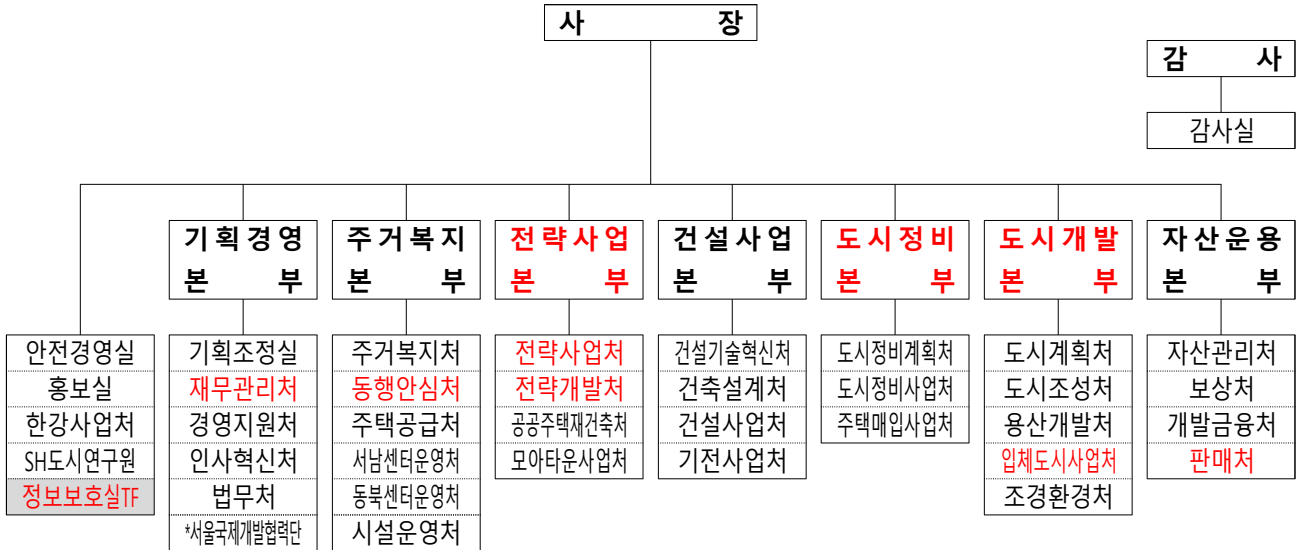 사 장
감 사
감사실
기획경영
본 부
주거복지
본 부
전략사업
본 부
건설사업
본 부
도시정비
본 부
도시개발
본 부
자산운용
본 부
안전경영실
홍보실
한강사업처
SH도시연구원
정보보호실TF
기획조정실
재무관리처
경영지원처
인사혁신처
법무처
*서울국제개발협력단
주거복지처
동행안심처
주택공급처
서남센터운영처
동북센터운영처
시설운영처
전략사업처
전략개발처
공공주택재건축처
모아타운사업처
건설기술혁신처
건축설계처
건설사업처
기전사업처
도시정비계획처
도시정비사업처
주택매입사업처
도시계획처
도시조성처
용산개발처
입체도시사업처
조경환경처
자산관리처
보상처
개발금융처
판매처